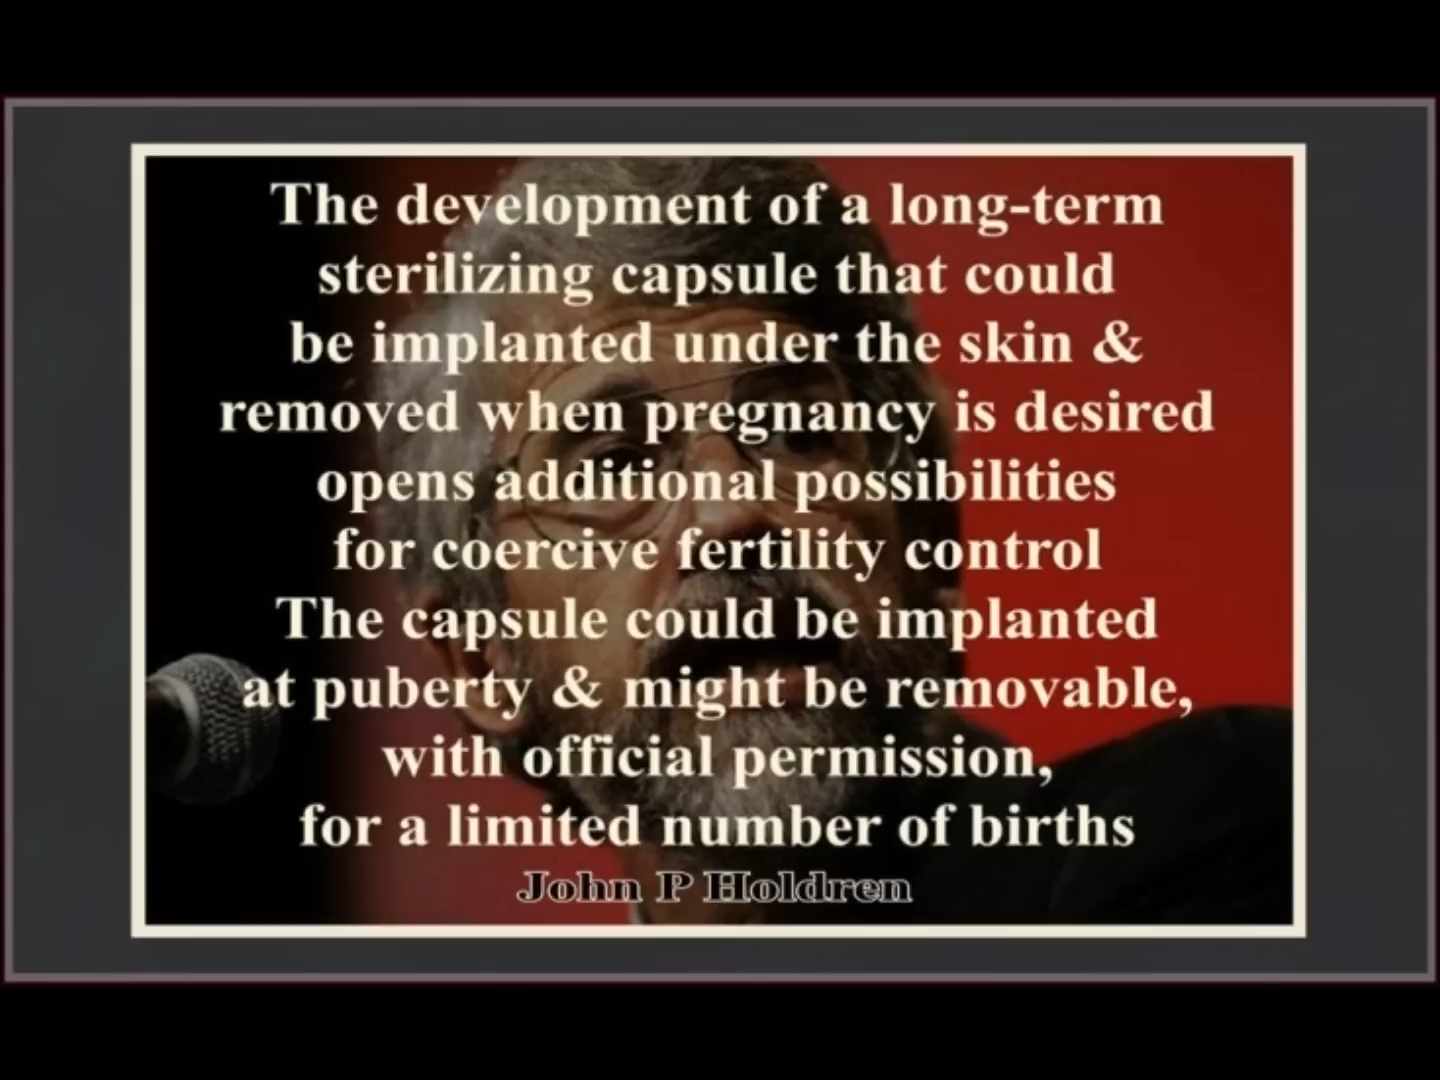 The development of a long-term
sterilizing capsule that could
be implanted under the skin &
removed when pregnancy is desired
opens additional possibilities
for coercive fertility control
The capsule could be implanted
at puberty & might be removable,
with official permission,
for a limited number of births
John P Holdren